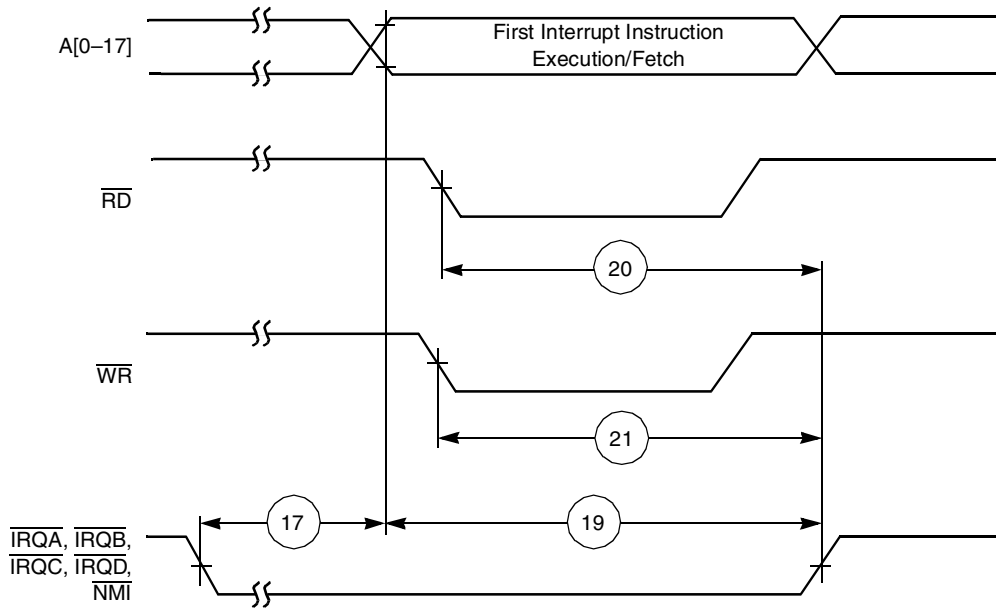 A[0–17]
First Interrupt Instruction
Execution/Fetch
RD
20
WR
21
17
19
IRQA, IRQB,
IRQC, IRQD,
NMI